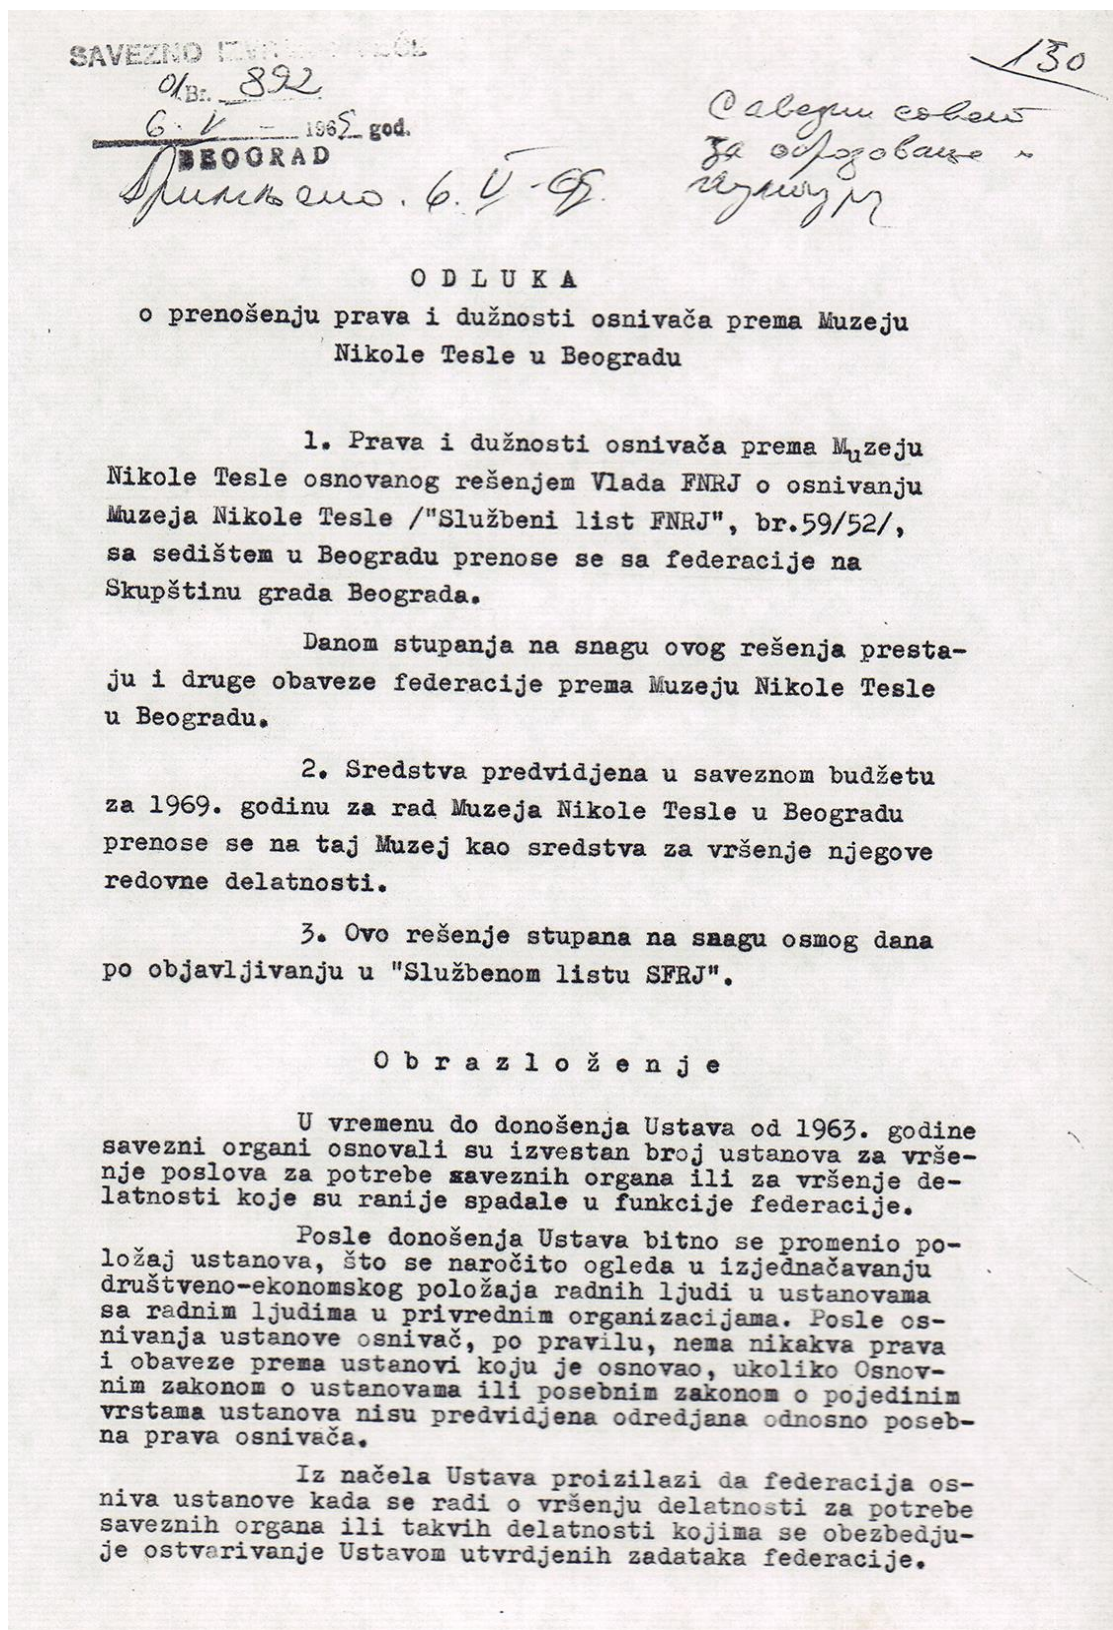 SAVEZNO IZVRŠNO VEĆE
01 Br. 892
6. V - 1969 god.
BEOGRAD
Примљено. 6. V - 69.
130
Савезни савет
за образовање и
културу
O D L U K A
o prenošenju prava i dužnosti osnivača prema Muzeju
Nikole Tesle u Beogradu
1. Prava i dužnosti osnivača prema Muzeju
Nikole Tesle osnovanog rešenjem Vlada FNRJ o osnivanju
Muzeja Nikole Tesle /"Službeni list FNRJ", br.59/52/,
sa sedištem u Beogradu prenose se sa federacije na
Skupštinu grada Beograda.
Danom stupanja na snagu ovog rešenja presta-
ju i druge obaveze federacije prema Muzeju Nikole Tesle
u Beogradu.
2. Sredstva predvidjena u saveznom budžetu
za 1969. godinu za rad Muzeja Nikole Tesle u Beogradu
prenose se na taj Muzej kao sredstva za vršenje njegove
redovne delatnosti.
3. Ovo rešenje stupana na snagu osmog dana
po objavljivanju u "Službenom listu SFRJ".
O b r a z l o ž e n j e
U vremenu do donošenja Ustava od 1963. godine
savezni organi osnovali su izvestan broj ustanova za vrše-
nje poslova za potrebe saveznih organa ili za vršenje de-
latnosti koje su ranije spadale u funkcije federacije.
Posle donošenja Ustava bitno se promenio po-
ložaj ustanova, što se naročito ogleda u izjednačavanju
društveno-ekonomskog položaja radnih ljudi u ustanovama
sa radnim ljudima u privrednim organizacijama. Posle os-
nivanja ustanove osnivač, po pravilu, nema nikakva prava
i obaveze prema ustanovi koju je osnovao, ukoliko Osnov-
nim zakonom o ustanovama ili posebnim zakonom o pojedinim
vrstama ustanova nisu predvidjena odredjana odnosno poseb-
na prava osnivača.
Iz načela Ustava proizilazi da federacija os-
niva ustanove kada se radi o vršenju delatnosti za potrebe
saveznih organa ili takvih delatnosti kojima se obezbedju-
je ostvarivanje Ustavom utvrdjenih zadataka federacije.